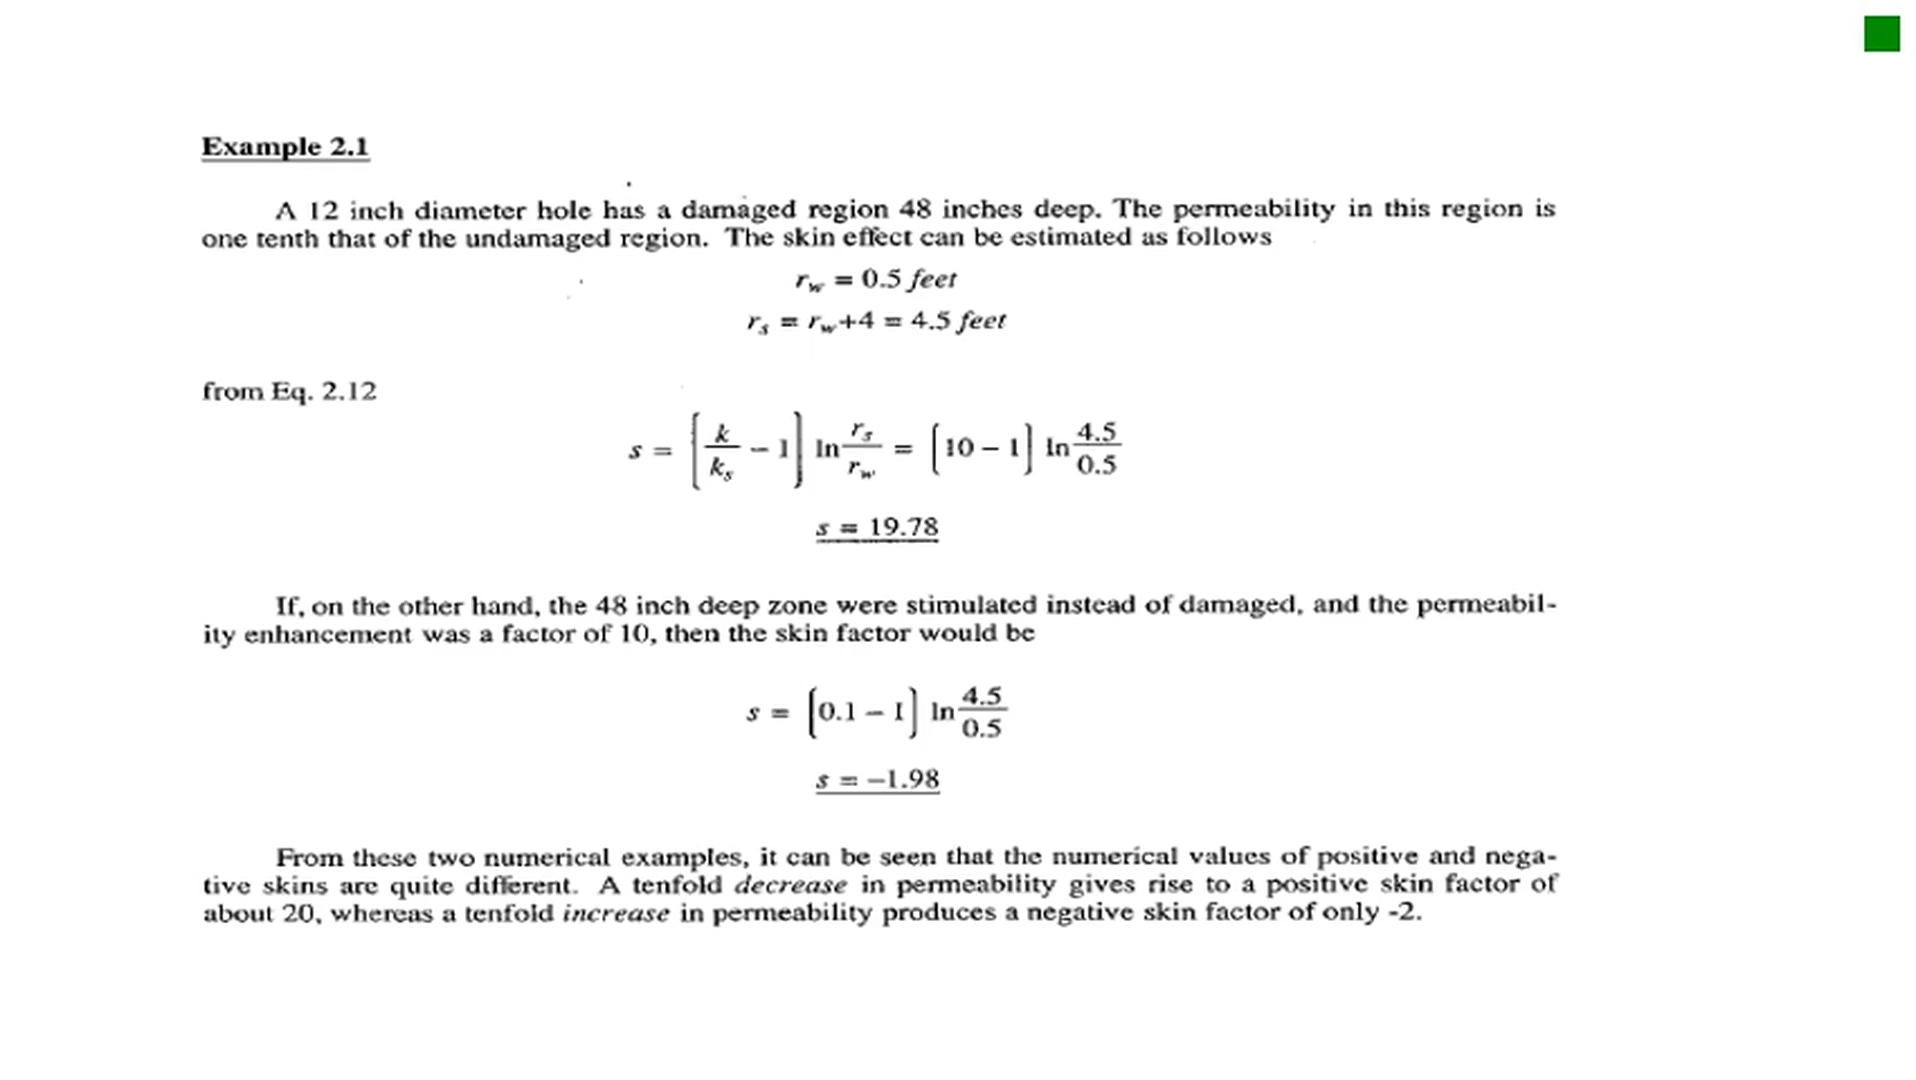 Example 2.1
A 12 inch diameter hole has a damaged region 48 inches deep. The permeability in this region is
one tenth that of the undamaged region. The skin effect can be estimated as follows
r_w = 0.5 feet
r_s = r_w+4 = 4.5 feet
from Eq. 2.12
s = [k/k_s − 1] ln r_s/r_w = [10 − 1] ln 4.5/0.5
s = 19.78
If, on the other hand, the 48 inch deep zone were stimulated instead of damaged, and the permeabil-
ity enhancement was a factor of 10, then the skin factor would be
s = [0.1 − 1] ln 4.5/0.5
s = −1.98
From these two numerical examples, it can be seen that the numerical values of positive and nega-
tive skins are quite different. A tenfold decrease in permeability gives rise to a positive skin factor of
about 20, whereas a tenfold increase in permeability produces a negative skin factor of only -2.